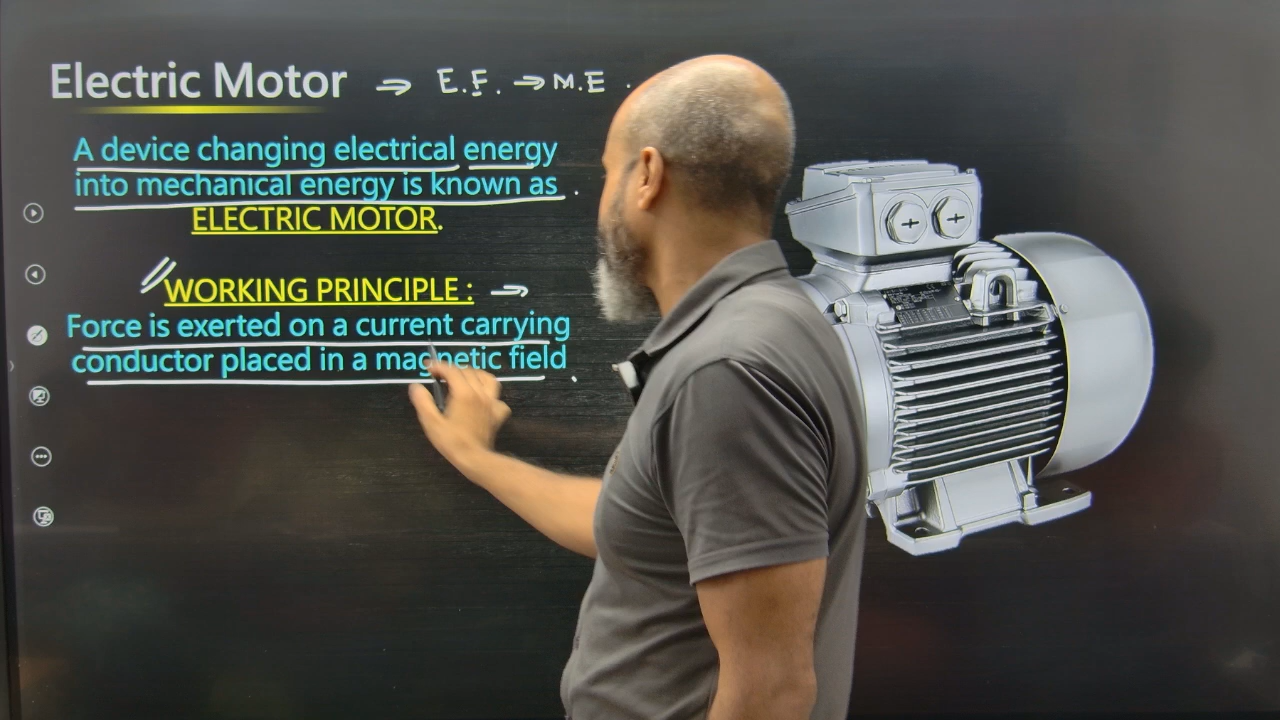 Electric Motor → E.F. → M.E.
A device changing electrical energy
into mechanical energy is known as
ELECTRIC MOTOR.
WORKING PRINCIPLE : →
Force is exerted on a current carrying
conductor placed in a magnetic field.